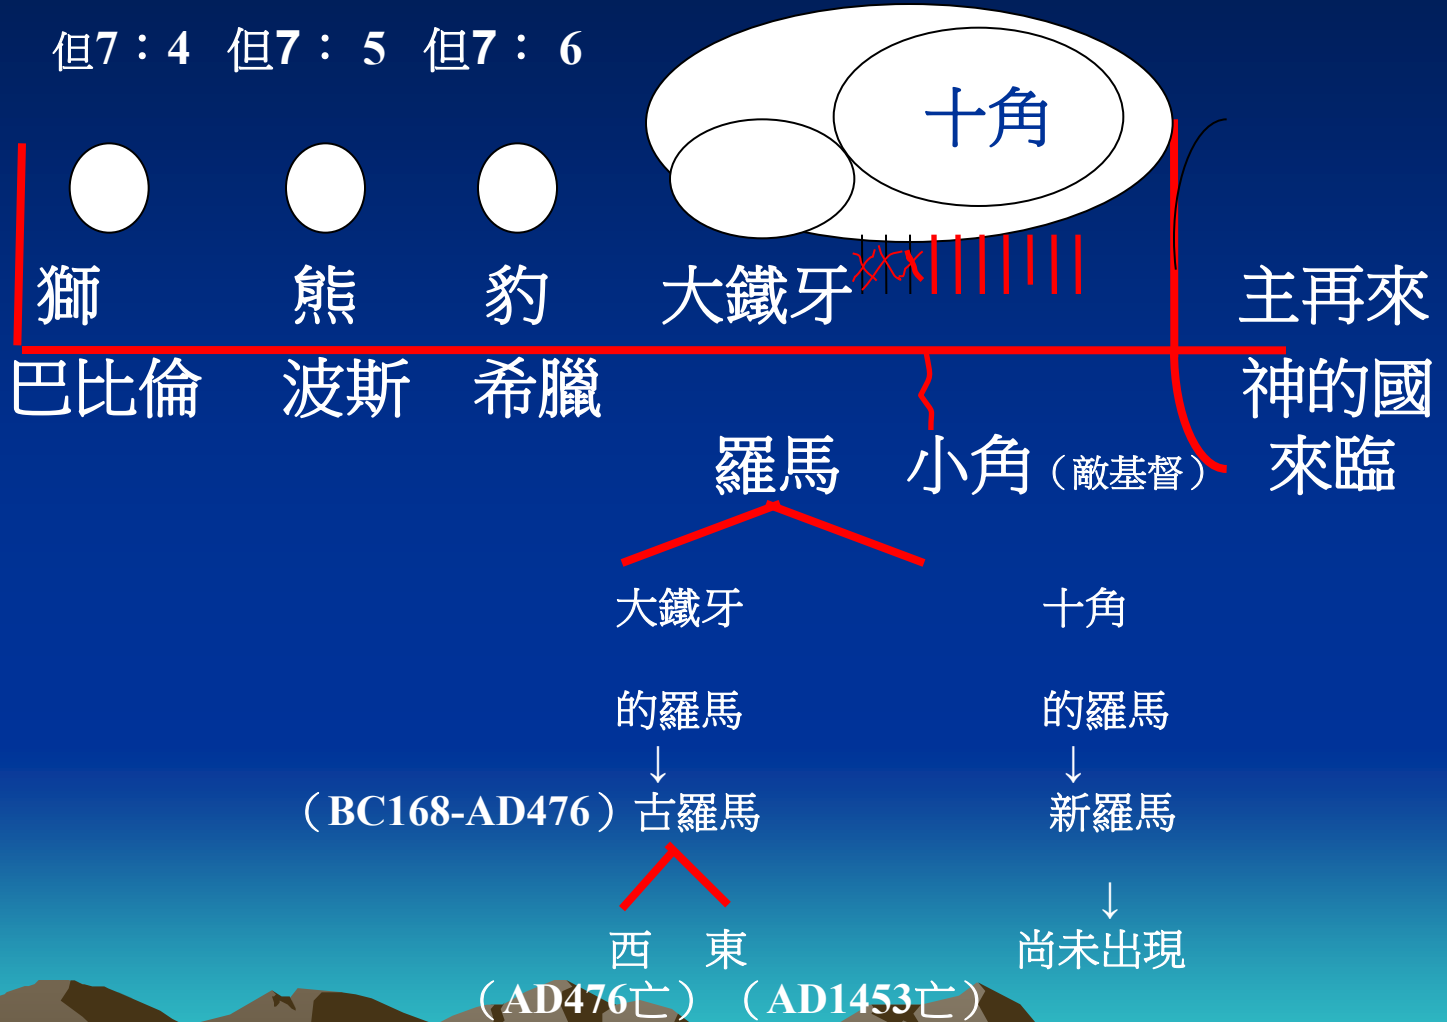 但7：4 但7： 5 但7： 6
十角
獅 熊 豹 大鐵牙 主再來
巴比倫 波斯 希臘 神的國
羅馬 小角（敵基督） 來臨
大鐵牙 十角
的羅馬 的羅馬
↓ ↓
（BC168-AD476）古羅馬 新羅馬
↓
西 東 尚未出現
（AD476亡）（AD1453亡）